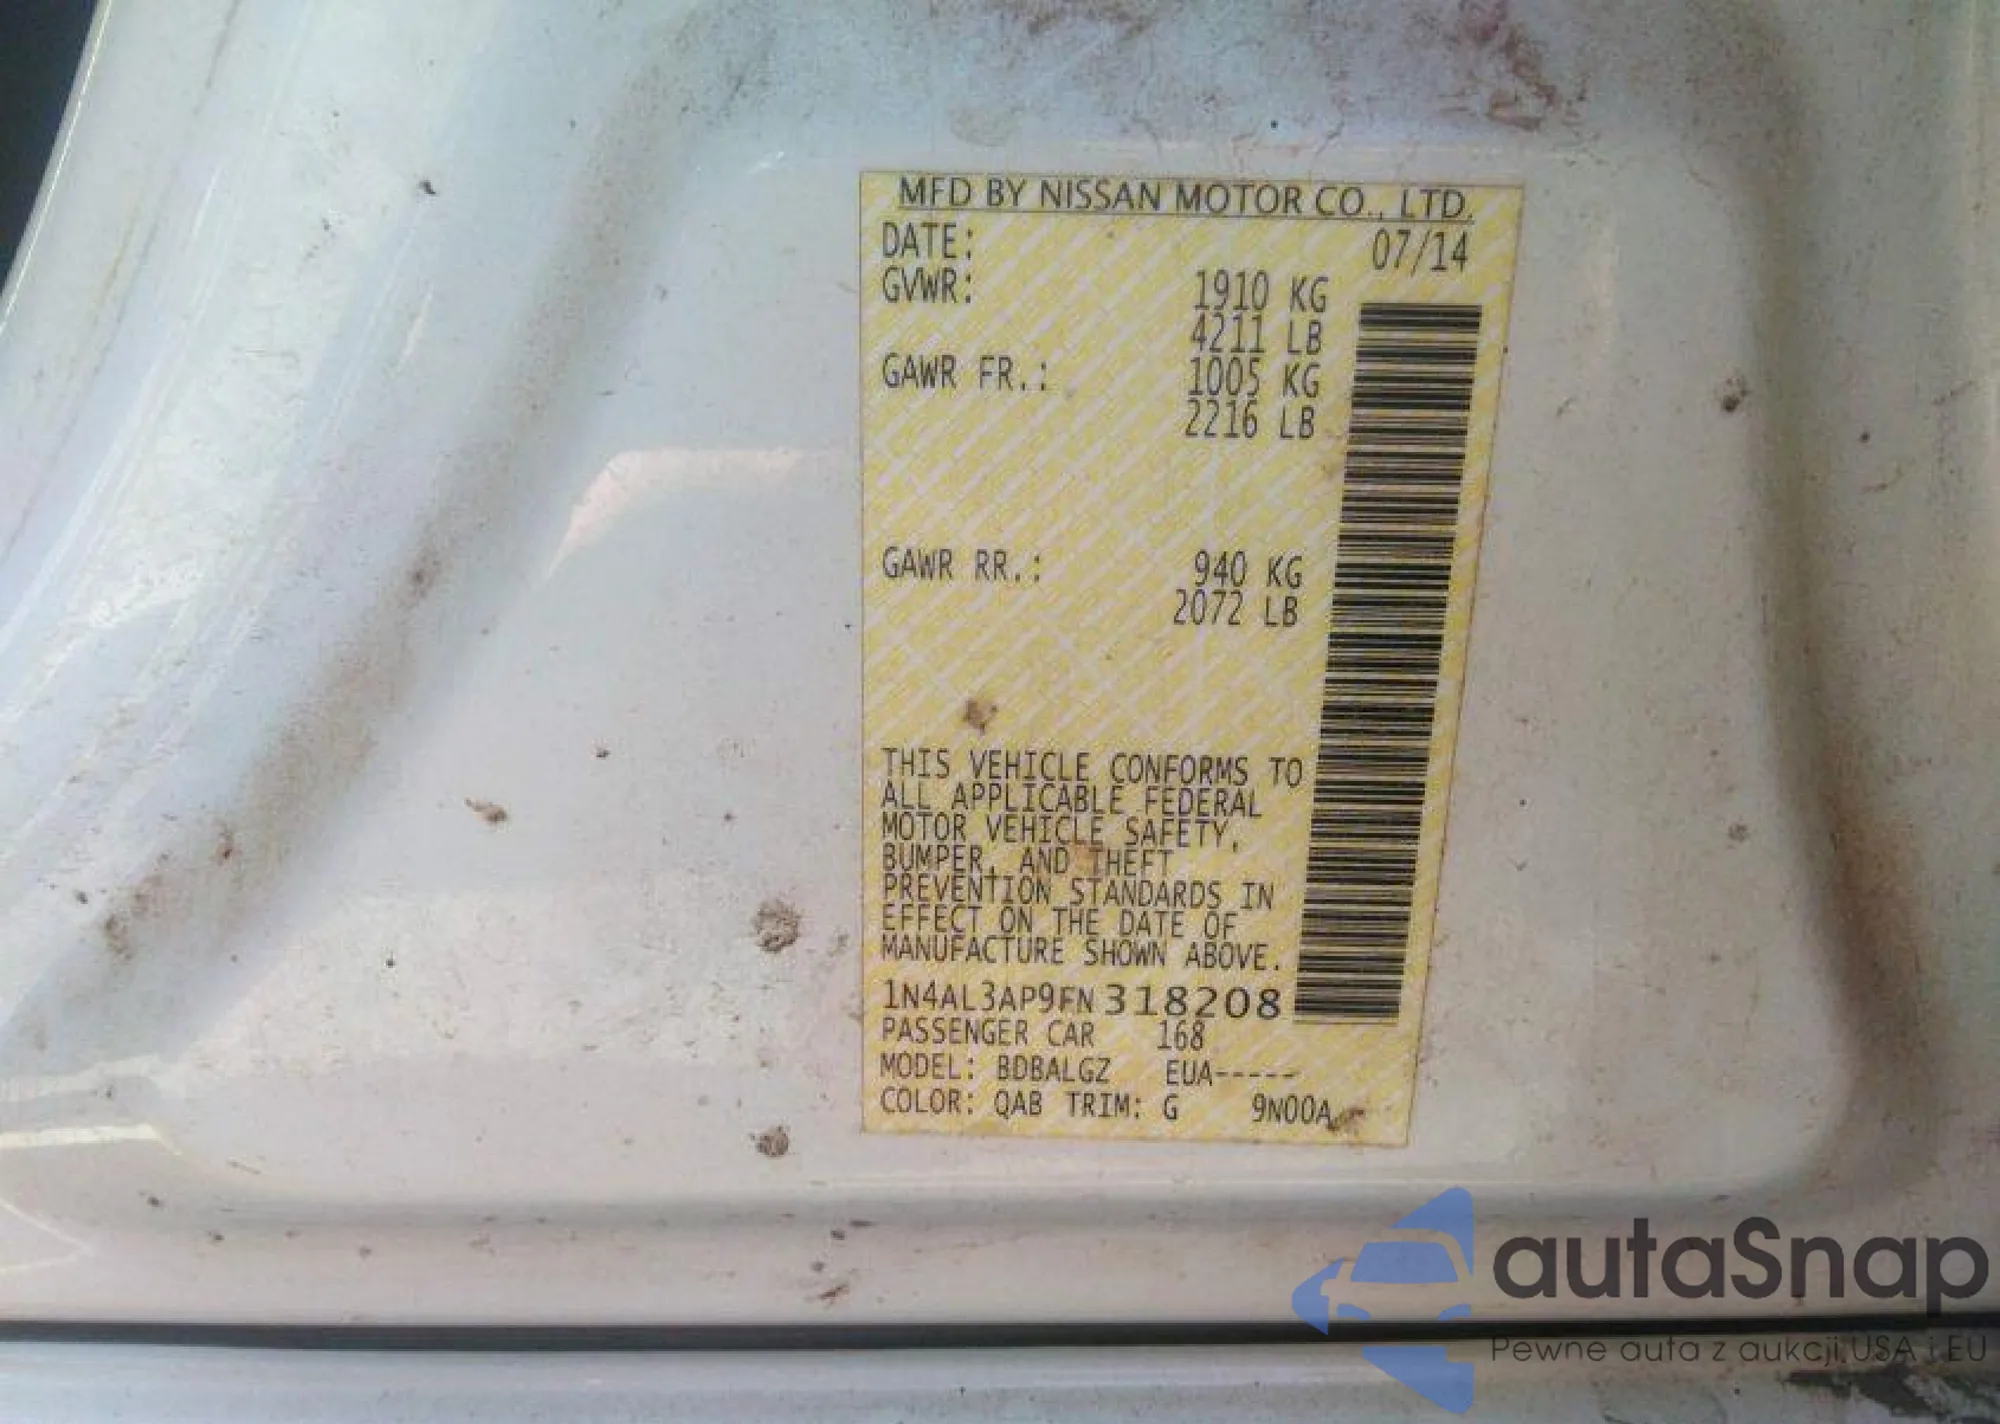 MFD BY NISSAN MOTOR CO., LTD.
DATE: 07/14
GVWR: 1910 KG
4211 LB
GAWR FR.: 1005 KG
2216 LB
GAWR RR.: 940 KG
2072 LB
THIS VEHICLE CONFORMS TO
ALL APPLICABLE FEDERAL
MOTOR VEHICLE SAFETY,
BUMPER, AND THEFT
PREVENTION STANDARDS IN
EFFECT ON THE DATE OF
MANUFACTURE SHOWN ABOVE.
1N4AL3AP9FN318208
PASSENGER CAR 168
MODEL: BDBALGZ EUA-----
COLOR: QAB TRIM: G 9N00A
autaSnap
Pewne auta z aukcji USA i EU